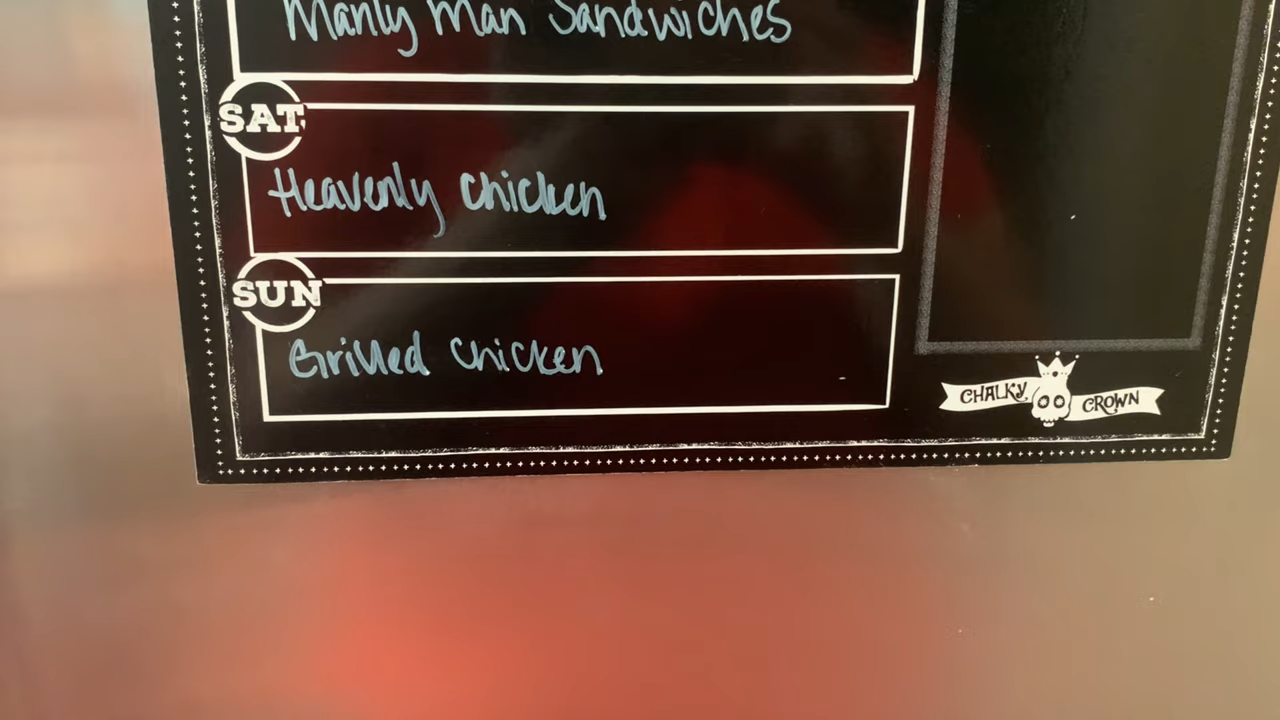 Manly Man Sandwiches
SAT
Heavenly Chicken
SUN
Grilled Chicken
CHALKY CROWN